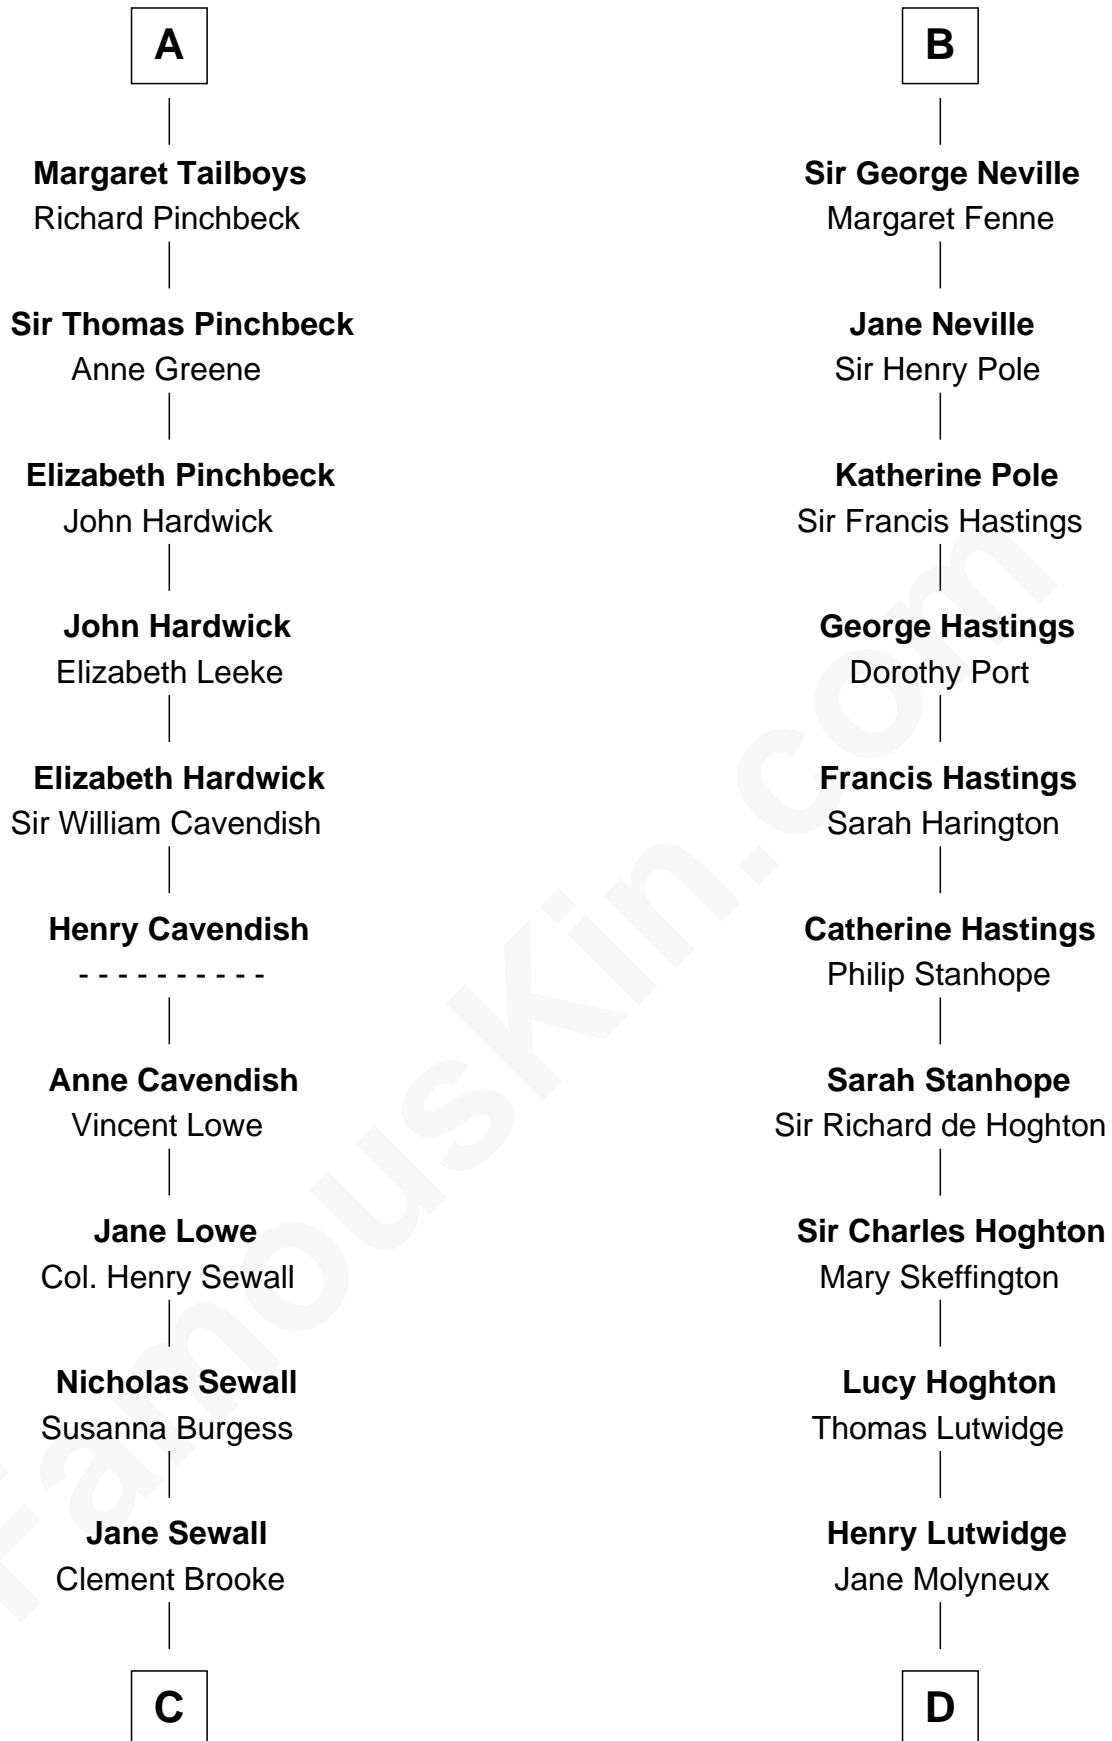 A
Margaret Tailboys
Richard Pinchbeck
Sir Thomas Pinchbeck
Anne Greene
Elizabeth Pinchbeck
John Hardwick
John Hardwick
Elizabeth Leeke
Elizabeth Hardwick
Sir William Cavendish
Henry Cavendish
- - - - - - - - - -
Anne Cavendish
Vincent Lowe
Jane Lowe
Col. Henry Sewall
Nicholas Sewall
Susanna Burgess
Jane Sewall
Clement Brooke
C
B
Sir George Neville
Margaret Fenne
Jane Neville
Sir Henry Pole
Katherine Pole
Sir Francis Hastings
George Hastings
Dorothy Port
Francis Hastings
Sarah Harington
Catherine Hastings
Philip Stanhope
Sarah Stanhope
Sir Richard de Hoghton
Sir Charles Hoghton
Mary Skeffington
Lucy Hoghton
Thomas Lutwidge
Henry Lutwidge
Jane Molyneux
D
FamousKin.com